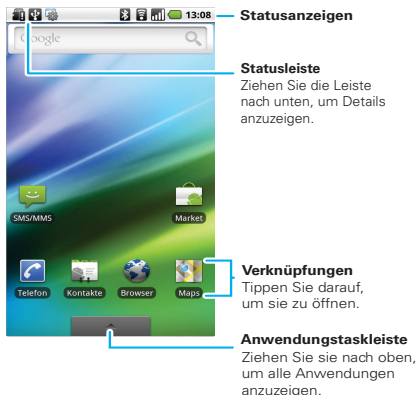 13:08
Statusanzeigen
Google
Statusleiste
Ziehen Sie die Leiste
nach unten, um Details
anzuzeigen.
SMS/MMS
Market
Telefon
Kontakte
Browser
Maps
Verknüpfungen
Tippen Sie darauf,
um sie zu öffnen.
Anwendungstaskleiste
Ziehen Sie sie nach oben,
um alle Anwendungen
anzuzeigen.